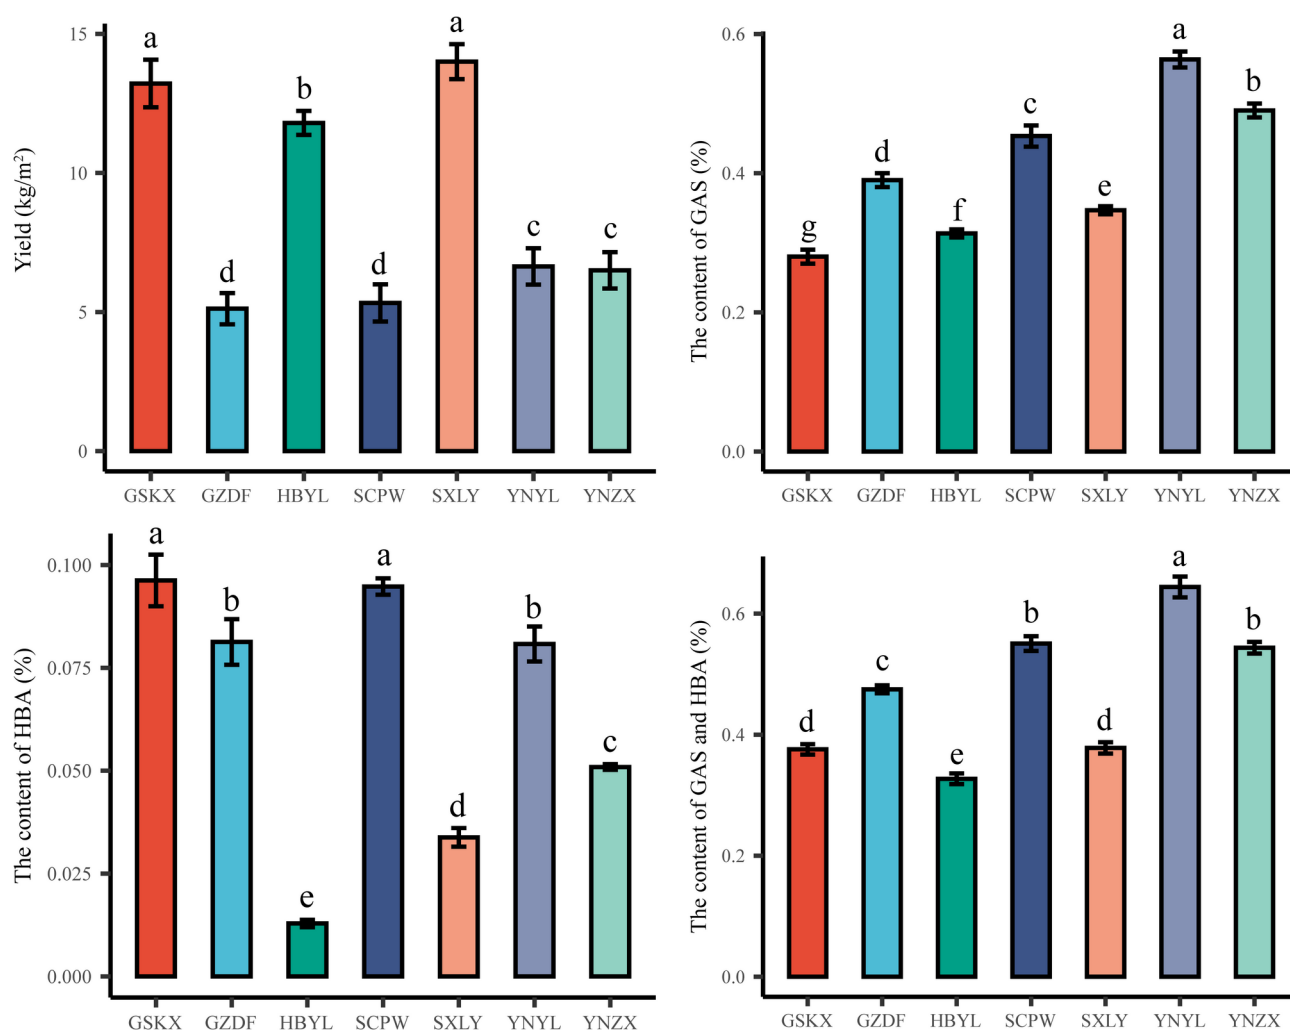 Yield (kg/m²)
15
10
5
0
a
d
b
d
a
c
c
GSKX GZDF HBYL SCPW SXLY YNYL YNZX
The content of GAS (%)
0.6
0.4
0.2
0.0
g
d
f
c
e
a
b
GSKX GZDF HBYL SCPW SXLY YNYL YNZX
The content of HBA (%)
0.100
0.075
0.050
0.025
0.000
a
b
e
a
d
b
c
GSKX GZDF HBYL SCPW SXLY YNYL YNZX
The content of GAS and HBA (%)
0.6
0.4
0.2
0.0
d
c
e
b
d
a
b
GSKX GZDF HBYL SCPW SXLY YNYL YNZX